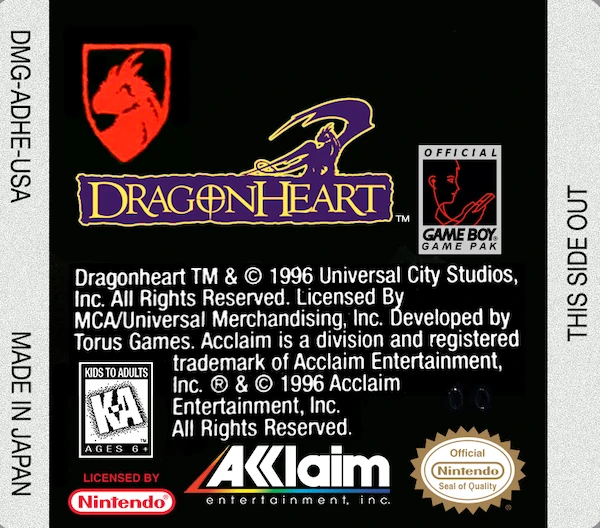 DMG-ADHE-USA
MADE IN JAPAN
DRAGONHEART TM
OFFICIAL
GAME BOY®
GAME PAK
THIS SIDE OUT
Dragonheart TM & © 1996 Universal City Studios,
Inc. All Rights Reserved. Licensed By
MCA/Universal Merchandising, Inc. Developed by
Torus Games. Acclaim is a division and registered
trademark of Acclaim Entertainment,
Inc. ® & © 1996 Acclaim
Entertainment, Inc.
All Rights Reserved.
KIDS TO ADULTS
K-A
TM
AGES 6+
LICENSED BY
Nintendo®
AKKlaim
entertainment, inc.
Official
Nintendo
Seal of Quality
®